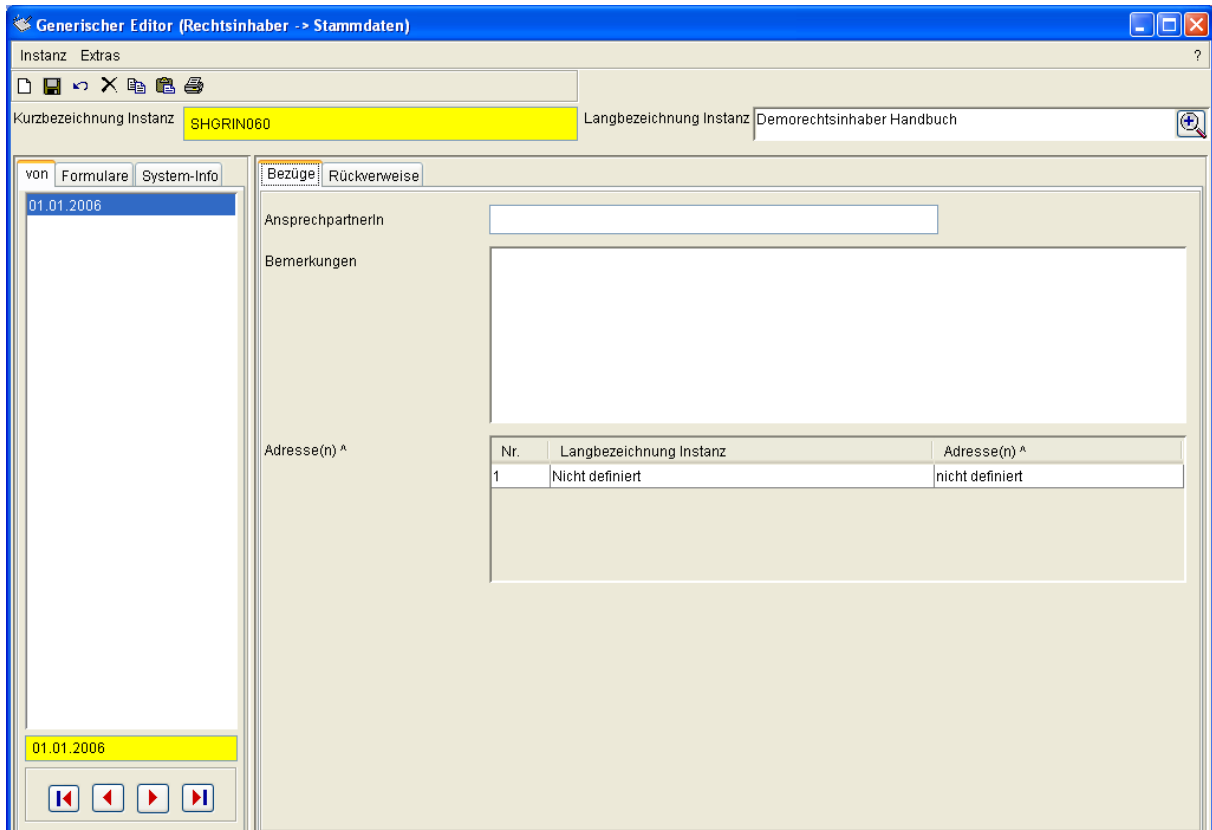 Generischer Editor (Rechtsinhaber -> Stammdaten)
Instanz Extras ?
Kurzbezeichnung Instanz SHGRIN060 Langbezeichnung Instanz Demorechtsinhaber Handbuch
von Formulare System-Info
01.01.2006
01.01.2006
Bezüge Rückverweise
AnsprechpartnerIn
Bemerkungen
Adresse(n) ^
Nr. Langbezeichnung Instanz Adresse(n) ^
1 Nicht definiert nicht definiert